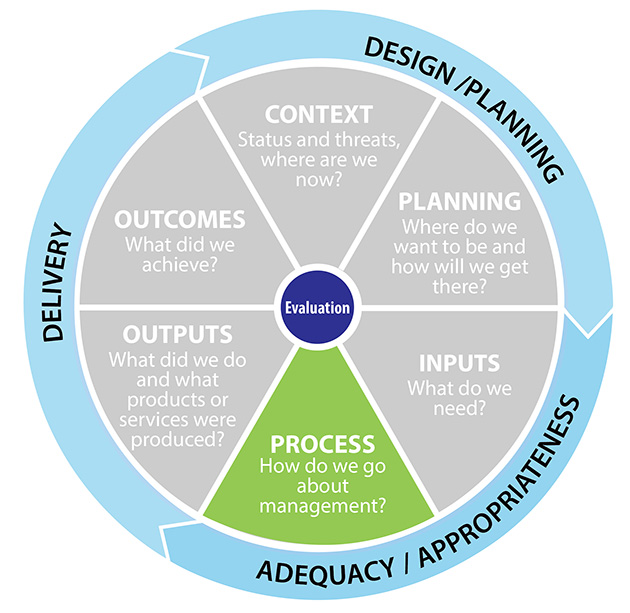 DESIGN /PLANNING
CONTEXT
Status and threats,
where are we
now?
PLANNING
Where do we
want to be and
how will we get
there?
INPUTS
What do we
need?
ADEQUACY / APPROPRIATENESS
PROCESS
How do we go
about
management?
OUTPUTS
What did we do
and what
products or
services were
produced?
DELIVERY
OUTCOMES
What did we
achieve?
Evaluation